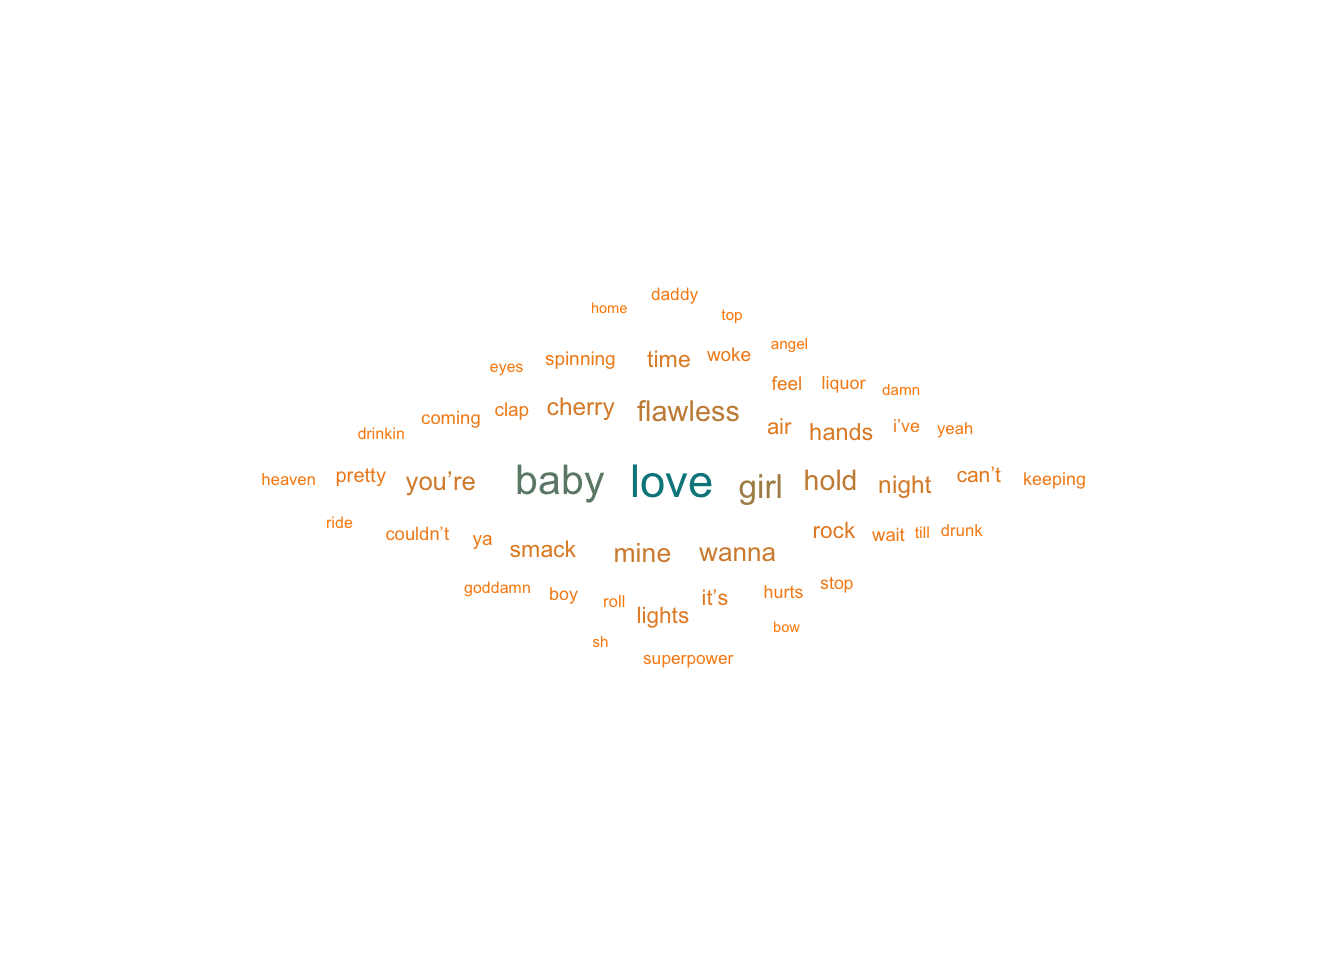 daddy
home
top
angel
eyes spinning time woke
feel liquor damn
coming clap cherry flawless
drinkin air hands i’ve yeah
heaven pretty you’re baby love girl hold night can’t keeping
ride couldn’t ya rock wait till drunk
smack mine wanna
goddamn boy roll it’s hurts stop
lights bow
sh superpower